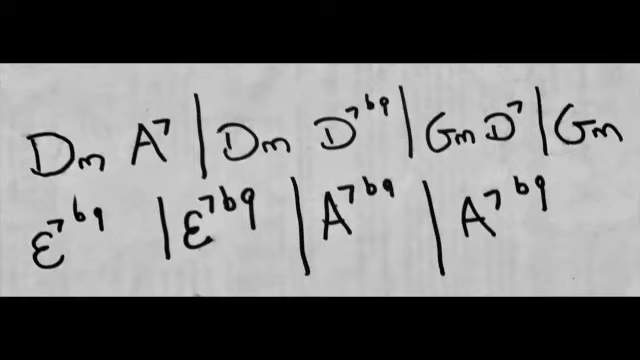 Dm A7 | Dm D7b9 | Gm D7 | Gm
E7b9 | E7b9 | A7b9 | A7b9